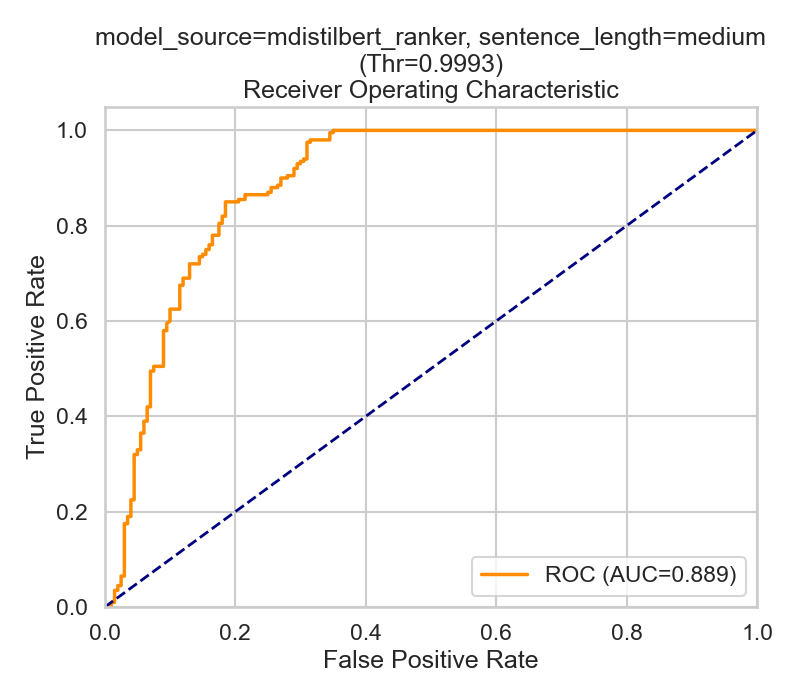 model_source=mdistilbert_ranker, sentence_length=medium
(Thr=0.9993)
Receiver Operating Characteristic
1.0
0.8
0.6
0.4
0.2
0.0
True Positive Rate
ROC (AUC=0.889)
0.0 0.2 0.4 0.6 0.8 1.0
False Positive Rate